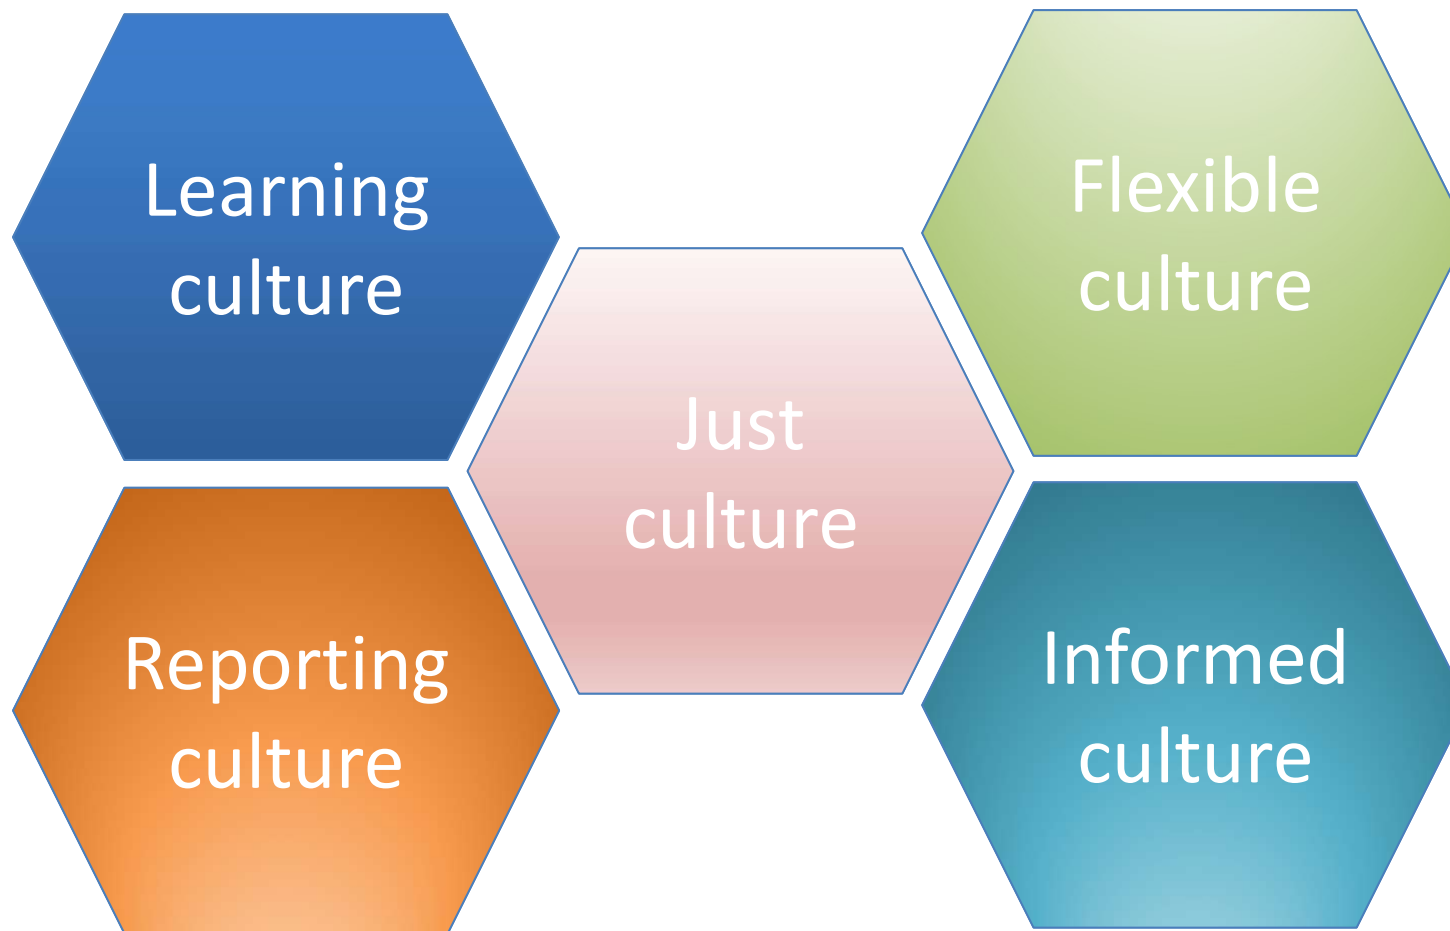 Learning
culture
Flexible
culture
Just
culture
Reporting
culture
Informed
culture